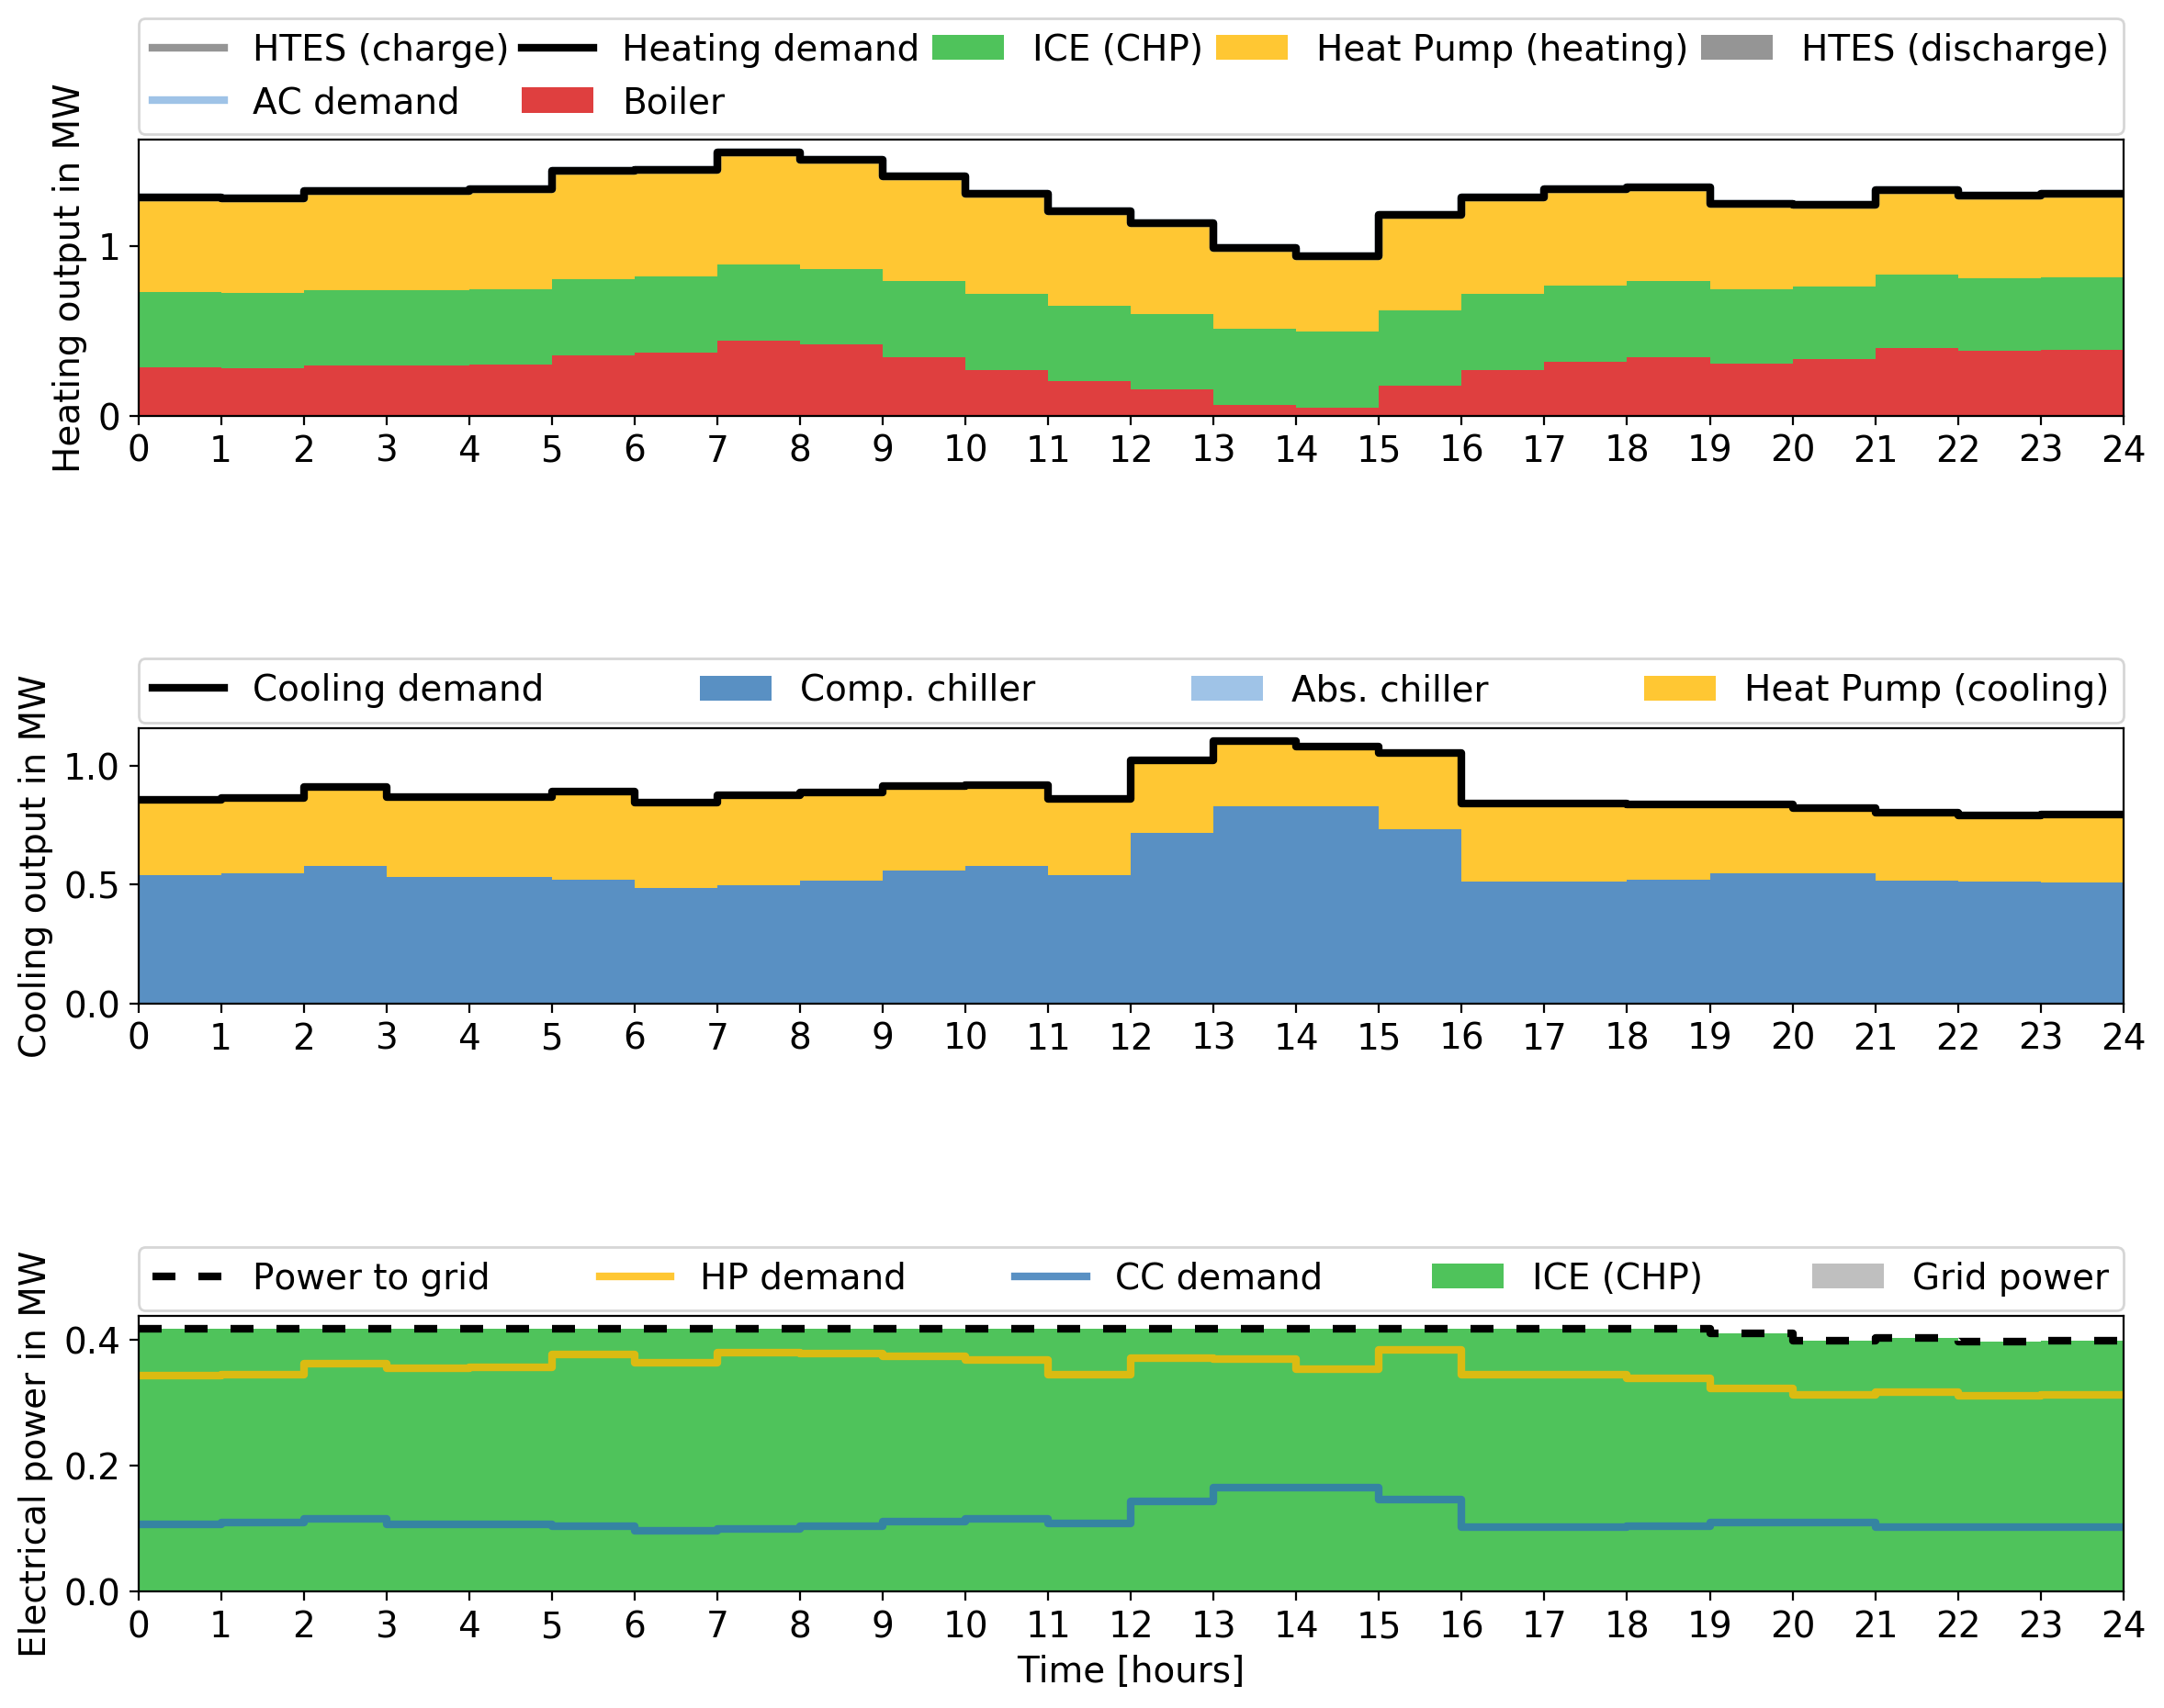 HTES (charge) Heating demand ICE (CHP) Heat Pump (heating) HTES (discharge)
AC demand Boiler
Heating output in MW
1
0
0 1 2 3 4 5 6 7 8 9 10 11 12 13 14 15 16 17 18 19 20 21 22 23 24
Cooling demand Comp. chiller Abs. chiller Heat Pump (cooling)
Cooling output in MW
1.0
0.5
0.0
0 1 2 3 4 5 6 7 8 9 10 11 12 13 14 15 16 17 18 19 20 21 22 23 24
Power to grid HP demand CC demand ICE (CHP) Grid power
Electrical power in MW
0.4
0.2
0.0
0 1 2 3 4 5 6 7 8 9 10 11 12 13 14 15 16 17 18 19 20 21 22 23 24
Time [hours]